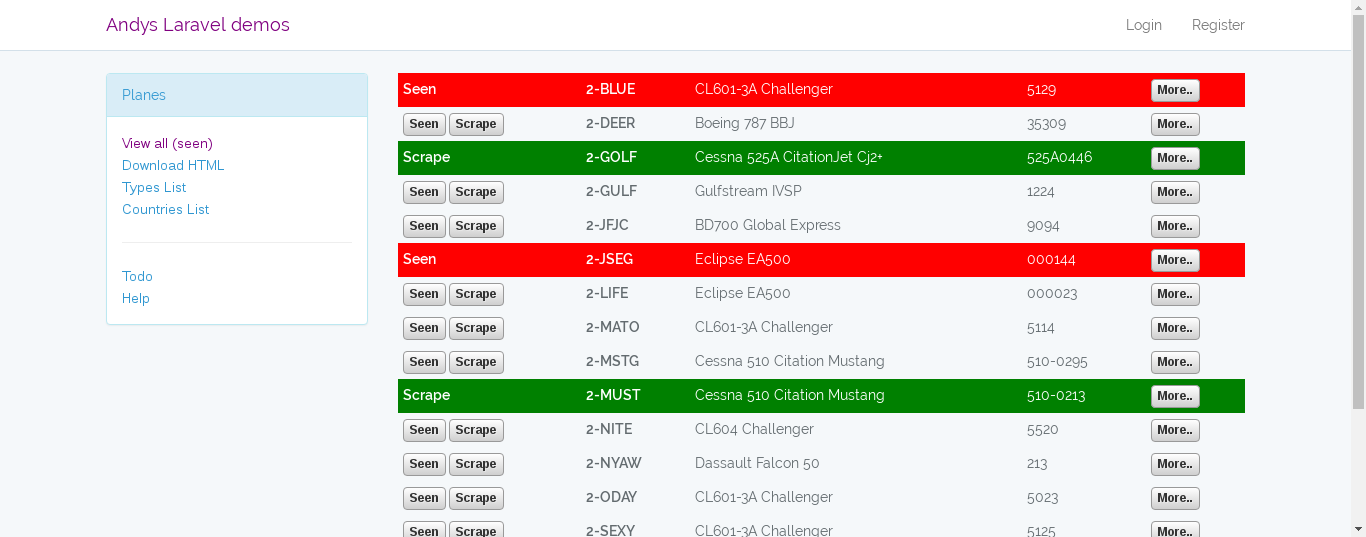 Andys Laravel demos Login Register
Planes
View all (seen)
Download HTML
Types List
Countries List
Todo
Help
Seen 2-BLUE CL601-3A Challenger 5129 More..
Seen Scrape 2-DEER Boeing 787 BBJ 35309 More..
Scrape 2-GOLF Cessna 525A CitationJet Cj2+ 525A0446 More..
Seen Scrape 2-GULF Gulfstream IVSP 1224 More..
Seen Scrape 2-JFJC BD700 Global Express 9094 More..
Seen 2-JSEG Eclipse EA500 000144 More..
Seen Scrape 2-LIFE Eclipse EA500 000023 More..
Seen Scrape 2-MATO CL601-3A Challenger 5114 More..
Seen Scrape 2-MSTG Cessna 510 Citation Mustang 510-0295 More..
Scrape 2-MUST Cessna 510 Citation Mustang 510-0213 More..
Seen Scrape 2-NITE CL604 Challenger 5520 More..
Seen Scrape 2-NYAW Dassault Falcon 50 213 More..
Seen Scrape 2-ODAY CL601-3A Challenger 5023 More..
Seen Scrape 2-SEXY CL601-3A Challenger 5125 More..